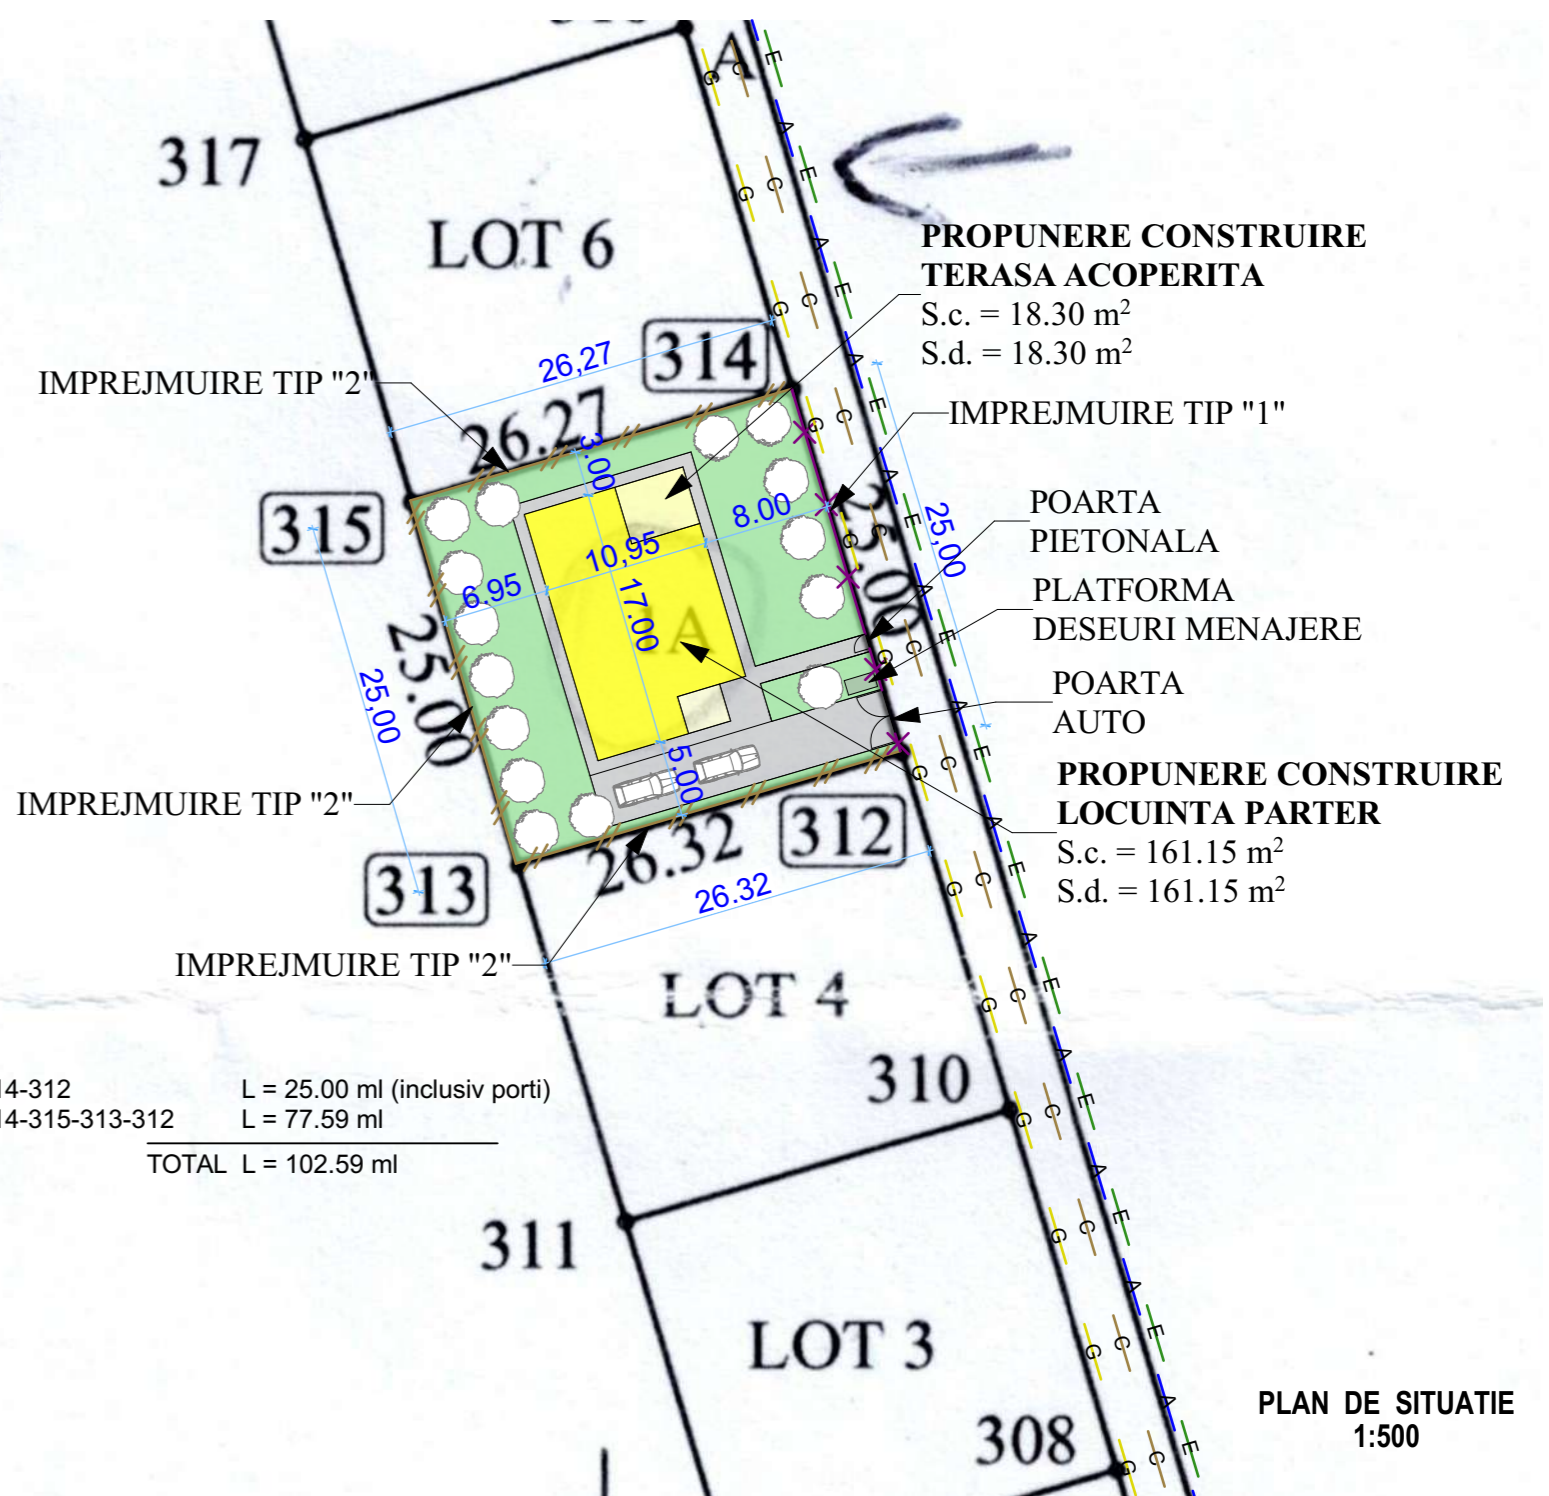 A
317
LOT 6
PROPUNERE CONSTRUIRE
TERASA ACOPERITA
S.c. = 18.30 m²
S.d. = 18.30 m²
314
26,27
IMPREJMUIRE TIP "2"
26.27
IMPREJMUIRE TIP "1"
3.00
315
8.00
25.00
25,00
POARTA
PIETONALA
10,95
6.95
17.00
A
PLATFORMA
DESEURI MENAJERE
25.00
25,00
POARTA
AUTO
5,00
IMPREJMUIRE TIP "2"
PROPUNERE CONSTRUIRE
LOCUINTA PARTER
S.c. = 161.15 m²
S.d. = 161.15 m²
312
26.32
313
26.32
IMPREJMUIRE TIP "2"
LOT 4
310
14-312 L = 25.00 ml (inclusiv porti)
14-315-313-312 L = 77.59 ml
TOTAL L = 102.59 ml
311
LOT 3
308
PLAN DE SITUATIE
1:500
G C A E
G C A E
G C A E
G C A E
G C A E
G C A E
G C A E
G C A E
G C A E
G C A E
G C A E
G C A E
G C A E